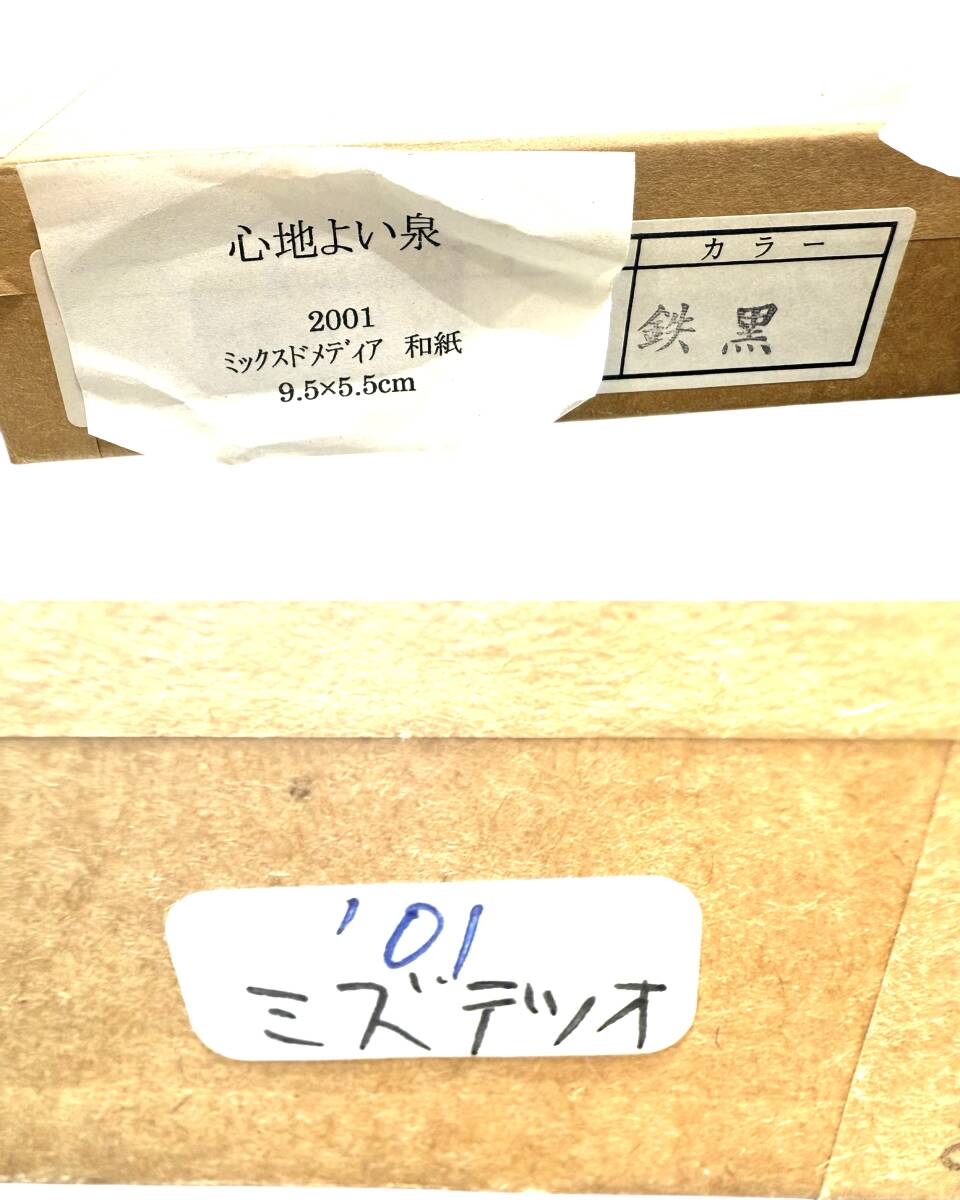 心地よい泉
2001
ミックスドメディア 和紙
9.5×5.5cm
カラー
鉄黒
'01
ミズテツオ